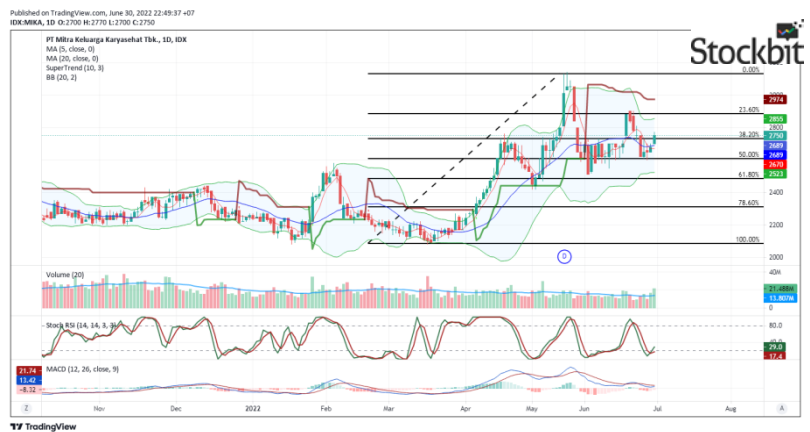 Published on TradingView.com, June 30, 2022 22:49:37 +07
IDX:MIKA, 1D O:2700 H:2770 L:2700 C:2750
Stockbit
PT Mitra Keluarga Karyasehat Tbk., 1D, IDX
MA (5, close, 0)
MA (20, close, 0)
SuperTrend (10, 3)
BB (20, 2)
0.00%
2974
23.60%
2855
2800
38.20%
2750
2689
50.00%
2689
2670
61.80%
2523
2400
78.60%
2200
100.00%
2000
D
Volume (20)
40M
21.488M
13.807M
0
Stoch RSI (14, 14, 3, 3)
80.0
29.0
17.4
MACD (12, 26, close, 9)
21.74
13.42
-8.32
Z
Nov
Dec
2022
Feb
Mar
Apr
May
Jun
Jul
Aug
A
TradingView